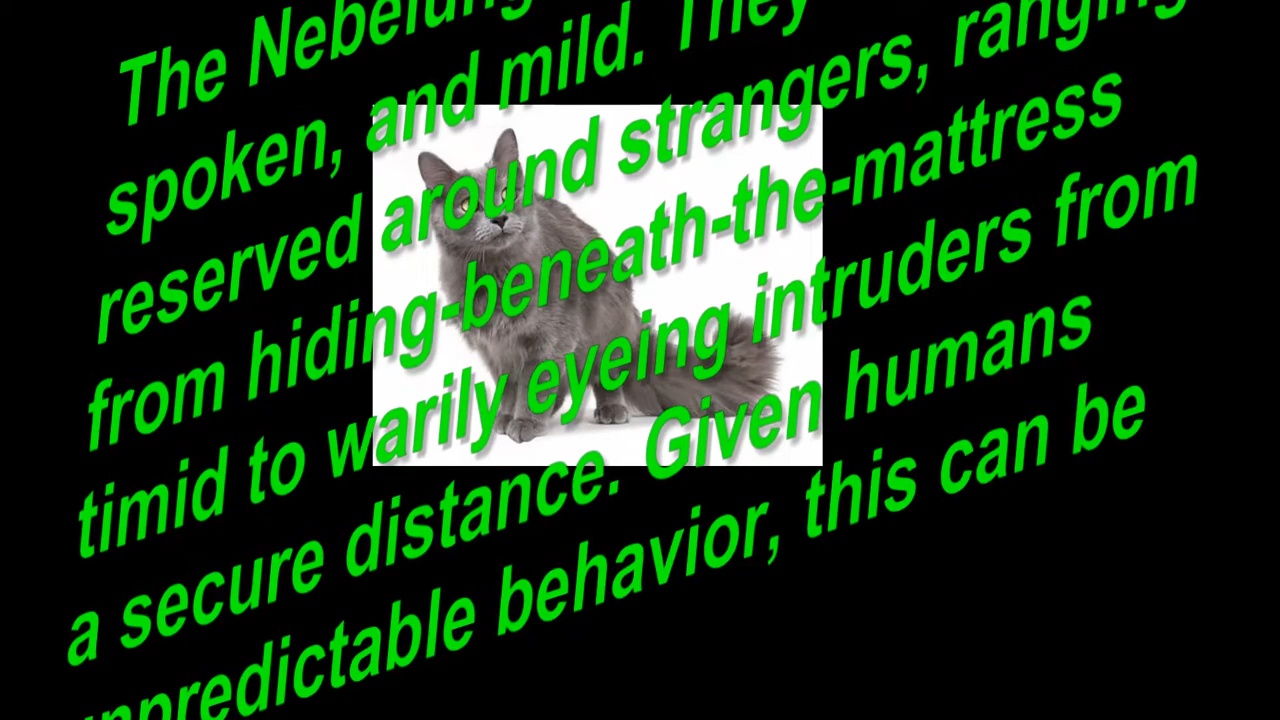 The Nebelung
spoken, and mild. They
reserved around strangers, ranging
from hiding-beneath-the-mattress
timid to warily eyeing intruders from
a secure distance. Given humans
unpredictable behavior, this can be